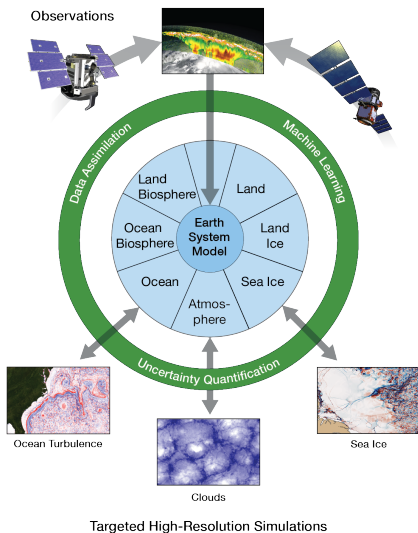 Observations
Data Assimilation
Machine Learning
Land
Biosphere
Land
Ocean
Biosphere
Earth
System
Model
Land
Ice
Ocean
Sea Ice
Atmos-
phere
Uncertainty Quantification
Ocean Turbulence
Sea Ice
Clouds
Targeted High-Resolution Simulations